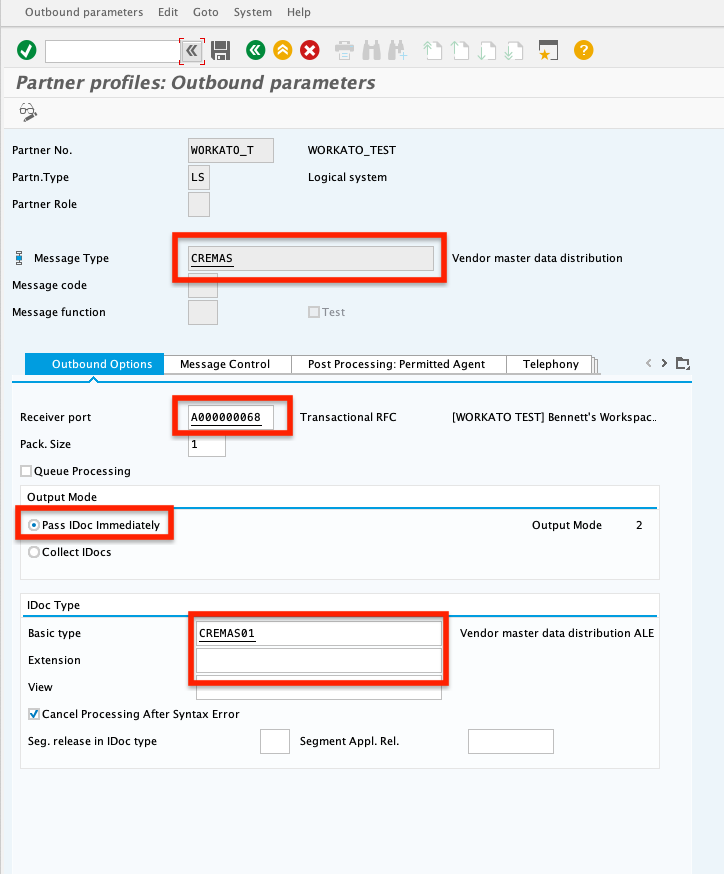 Outbound parameters Edit Goto System Help
Partner profiles: Outbound parameters
Partner No. WORKATO_T WORKATO_TEST
Partn.Type LS Logical system
Partner Role
Message Type CREMAS Vendor master data distribution
Message code
Message function Test
Outbound Options Message Control Post Processing: Permitted Agent Telephony
Receiver port A000000068 Transactional RFC [WORKATO TEST] Bennett's Workspac..
Pack. Size 1
Queue Processing
Output Mode
Pass IDoc Immediately Output Mode 2
Collect IDocs
IDoc Type
Basic type CREMAS01 Vendor master data distribution ALE
Extension
View
Cancel Processing After Syntax Error
Seg. release in IDoc type Segment Appl. Rel.